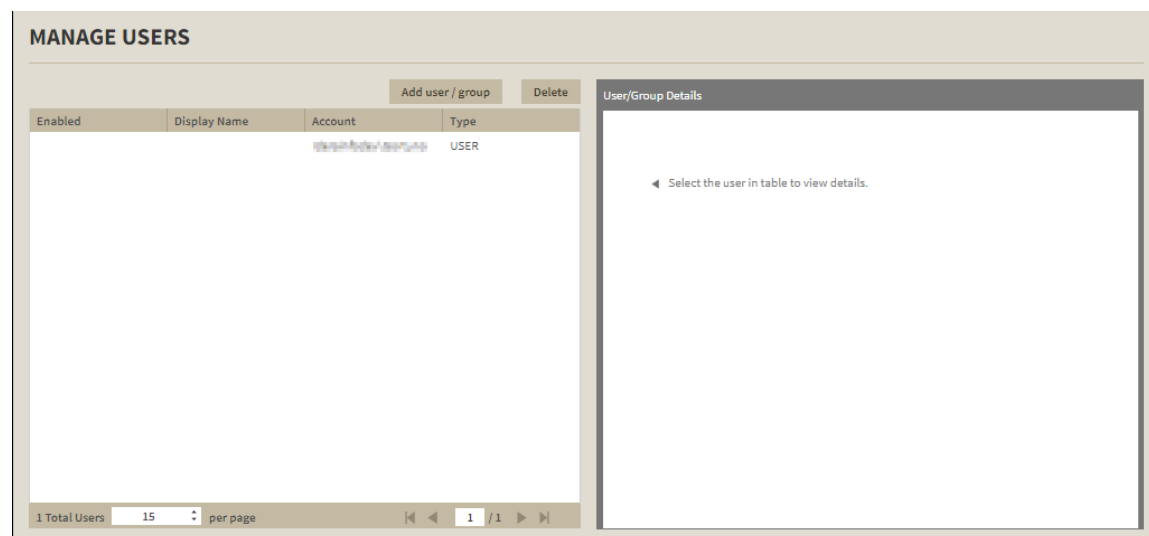 MANAGE USERS
Add user / group Delete
Enabled Display Name Account Type
USER
1 Total Users 15 per page 1 / 1
User/Group Details
Select the user in table to view details.